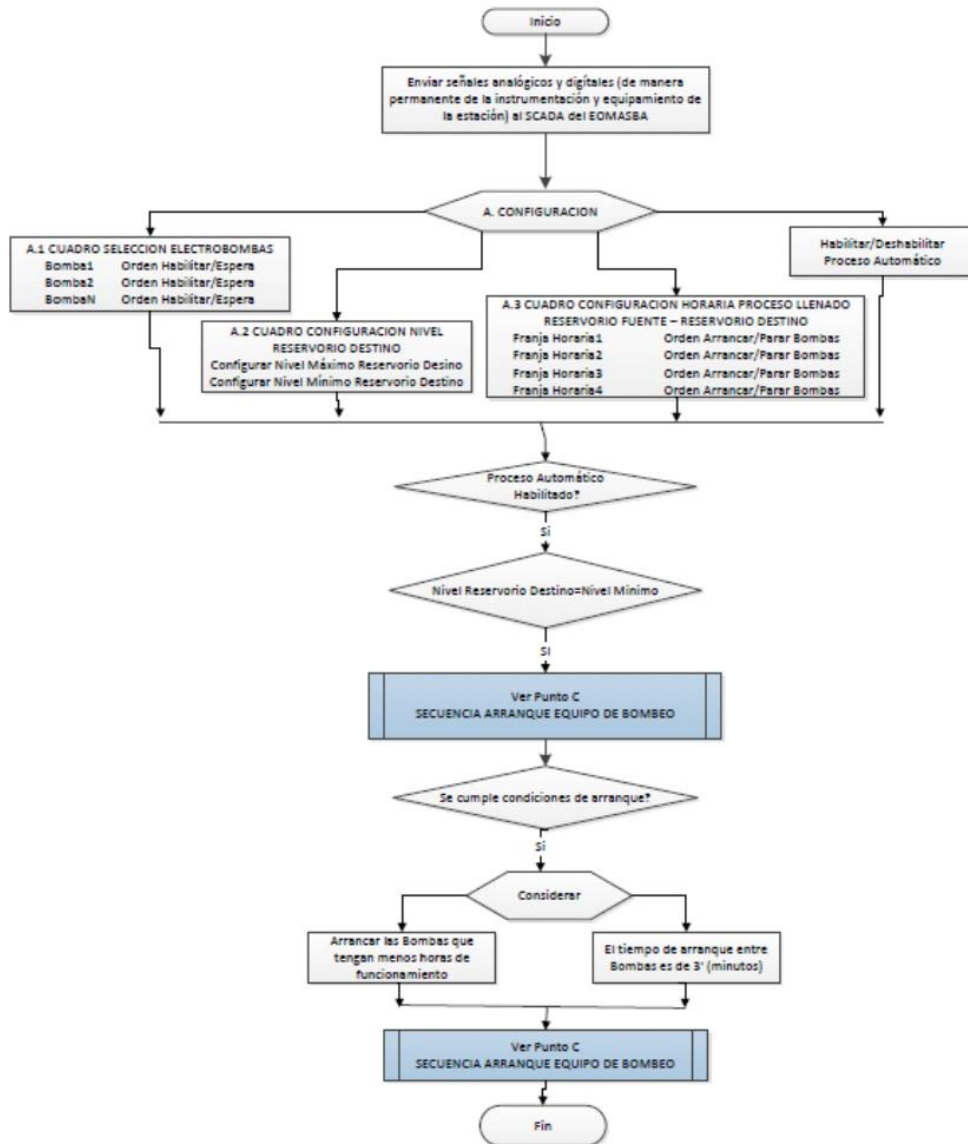 Inicio
Enviar señales analógicos y digitales (de manera
permanente de la instrumentación y equipamiento de
la estación) al SCADA del EOMASBA
A. CONFIGURACION
A.1 CUADRO SELECCION ELECTROBOMBAS
Bomba1 Orden Habilitar/Espera
Bomba2 Orden Habilitar/Espera
BombaN Orden Habilitar/Espera
A.2 CUADRO CONFIGURACION NIVEL
RESERVORIO DESTINO
Configurar Nivel Máximo Reservorio Desino
Configurar Nivel Mínimo Reservorio Destino
A.3 CUADRO CONFIGURACION HORARIA PROCESO LLENADO
RESERVORIO FUENTE – RESERVORIO DESTINO
Franja Horaria1 Orden Arrancar/Parar Bombas
Franja Horaria2 Orden Arrancar/Parar Bombas
Franja Horaria3 Orden Arrancar/Parar Bombas
Franja Horaria4 Orden Arrancar/Parar Bombas
Habilitar/Deshabilitar
Proceso Automático
Proceso Automático
Habilitado?
Si
Nivel Reservorio Destino=Nivel Minimo
Si
Ver Punto C
SECUENCIA ARRANQUE EQUIPO DE BOMBEO
Se cumple condiciones de arranque?
Si
Considerar
Arrancar las Bombas que
tengan menos horas de
funcionamiento
El tiempo de arranque entre
Bombas es de 3' (minutos)
Ver Punto C
SECUENCIA ARRANQUE EQUIPO DE BOMBEO
Fin